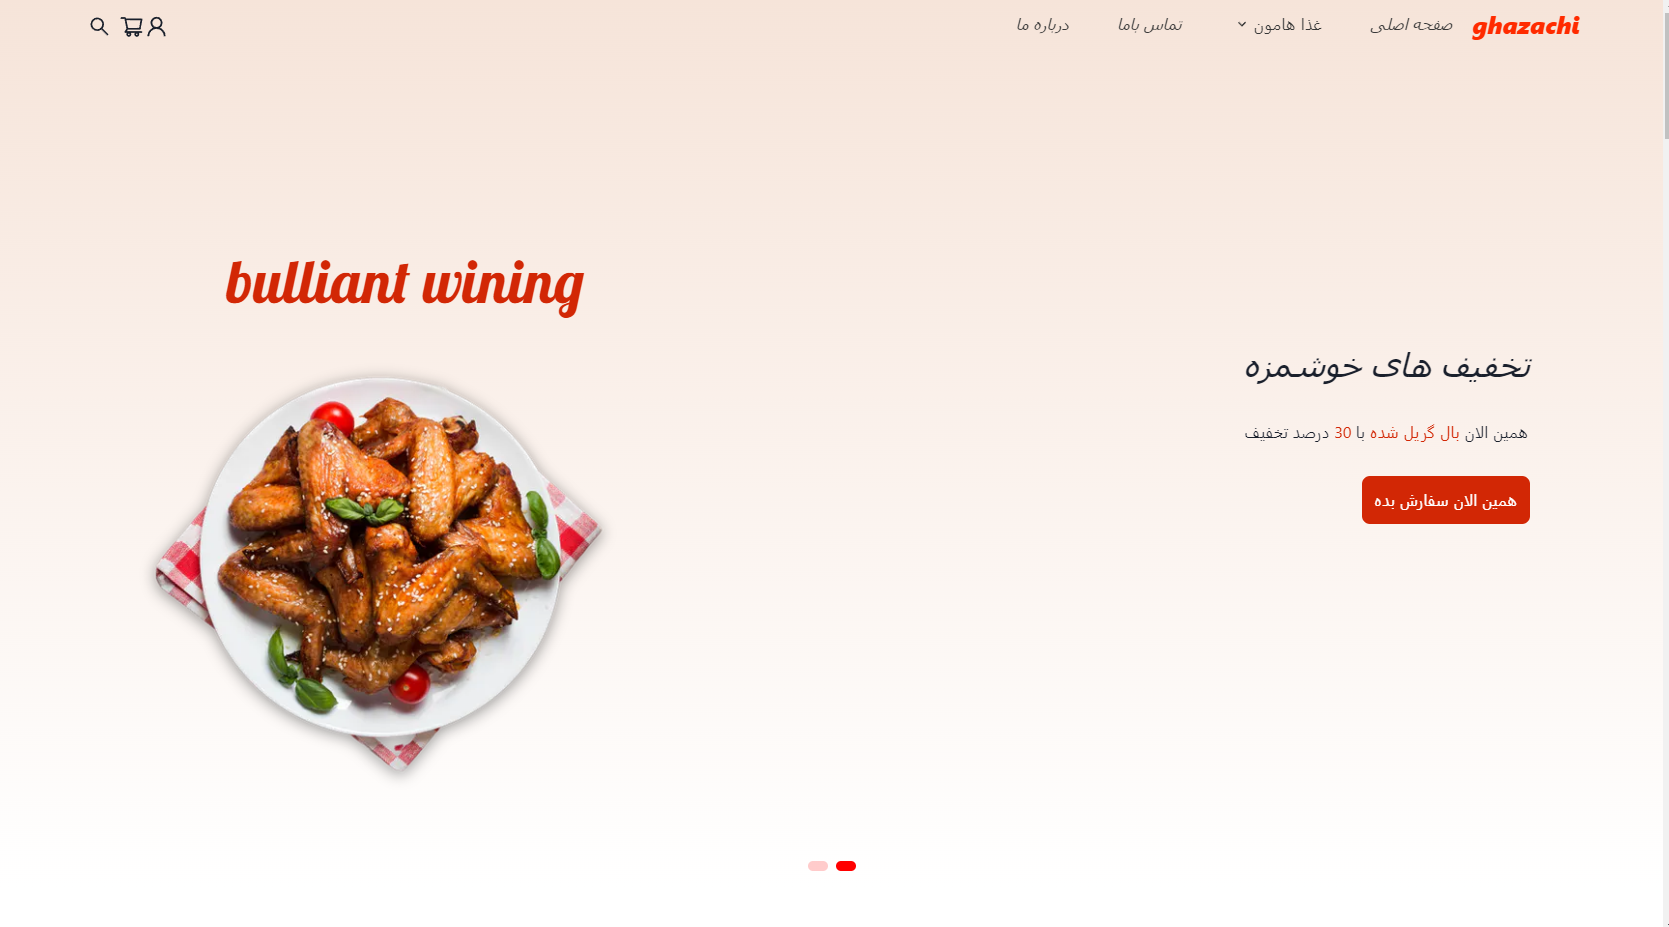 ghazachi
صفحه اصلی
غذا هامون
تماس باما
درباره ما
bulliant wining
تخفیف های خوشمزه
همین الان بال گریل شده با 30 درصد تخفیف
همین الان سفارش بده